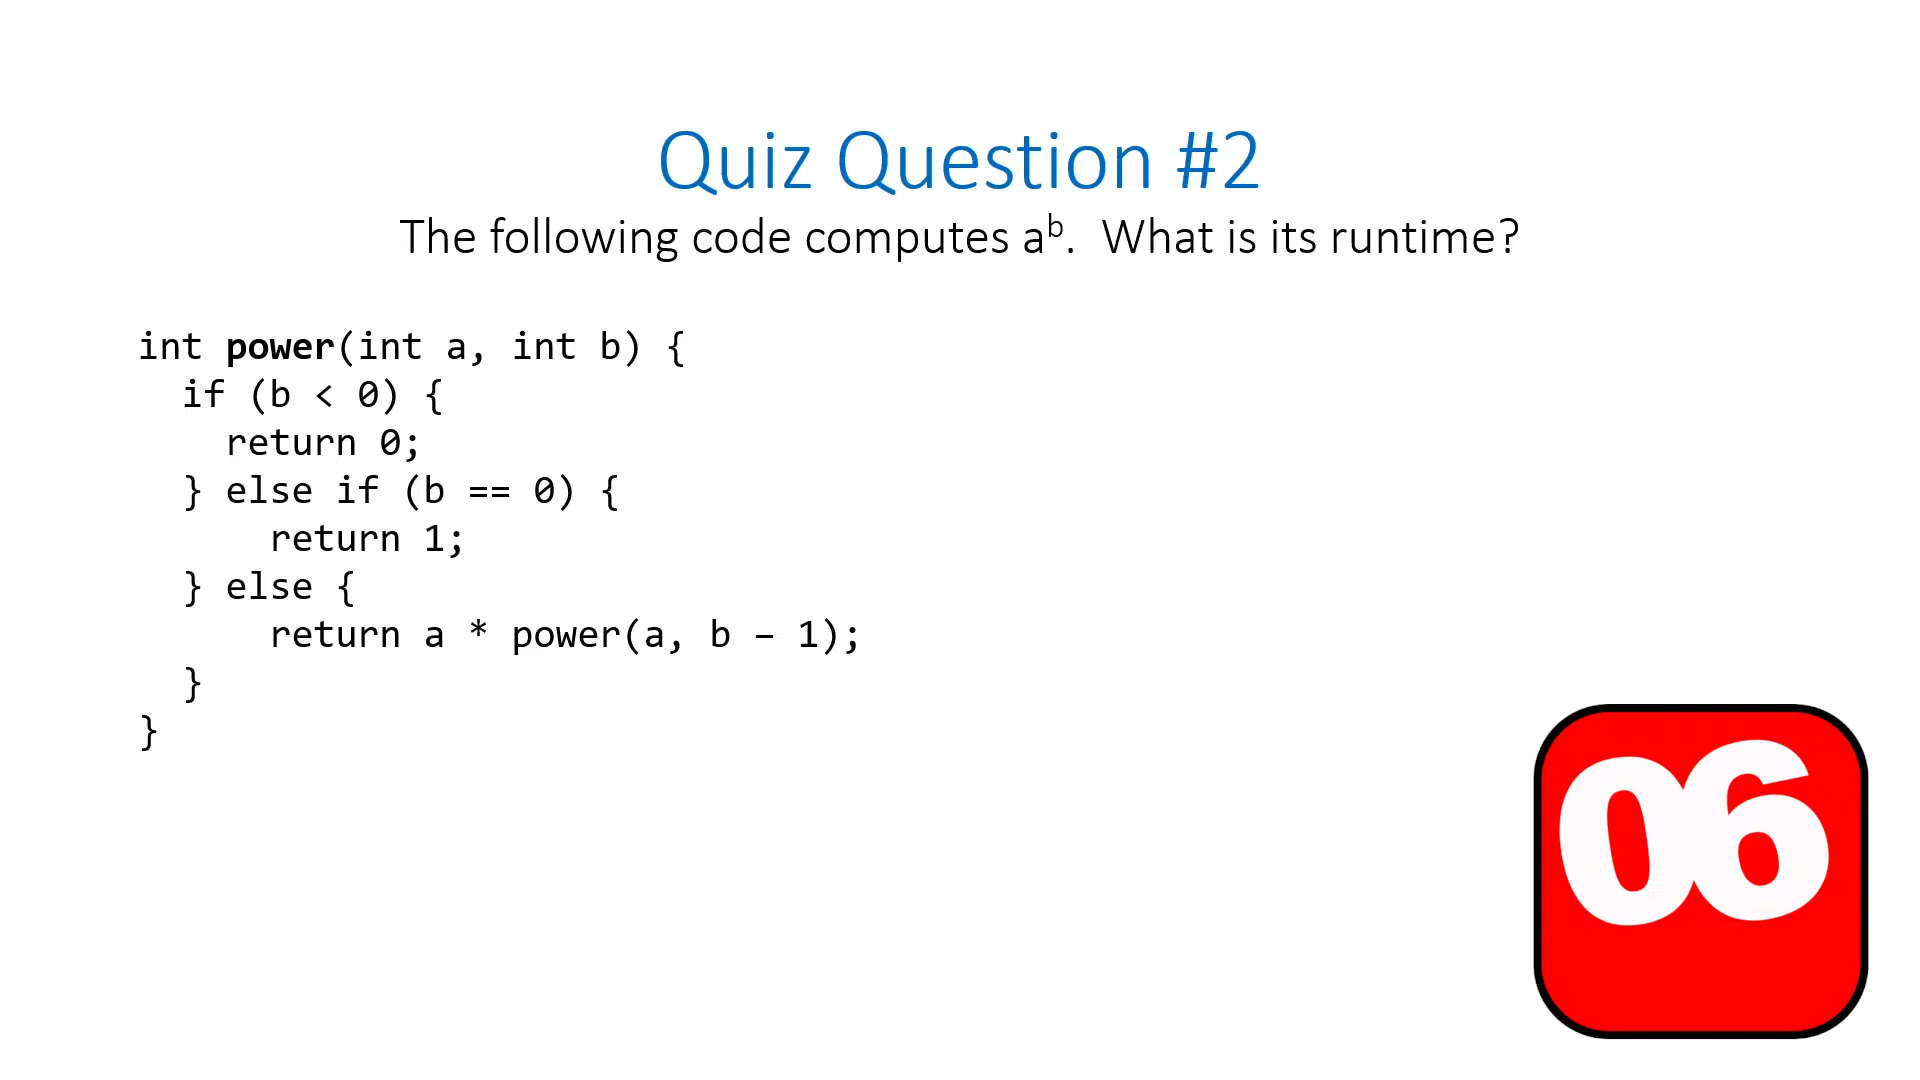 Quiz Question #2
The following code computes aᵇ. What is its runtime?
int power(int a, int b) {
  if (b < 0) {
    return 0;
  } else if (b == 0) {
      return 1;
  } else {
      return a * power(a, b – 1);
  }
}
06